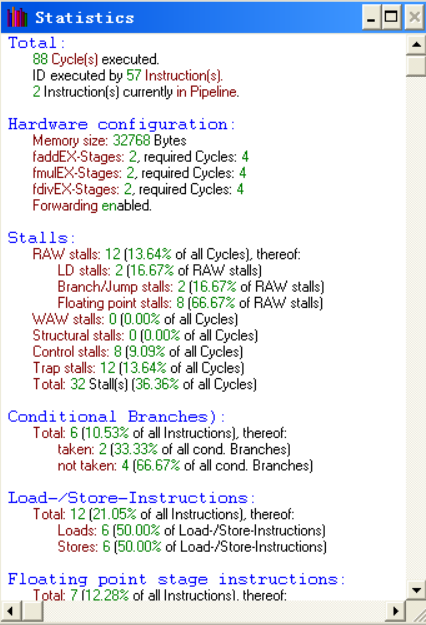 Statistics
Total:
88 Cycle(s) executed.
ID executed by 57 Instruction(s).
2 Instruction(s) currently in Pipeline.
Hardware configuration:
Memory size: 32768 Bytes
faddEX-Stages: 2, required Cycles: 4
fmulEX-Stages: 2, required Cycles: 4
fdivEX-Stages: 2, required Cycles: 4
Forwarding enabled.
Stalls:
RAW stalls: 12 (13.64% of all Cycles), thereof:
LD stalls: 2 (16.67% of RAW stalls)
Branch/Jump stalls: 2 (16.67% of RAW stalls)
Floating point stalls: 8 (66.67% of RAW stalls)
WAW stalls: 0 (0.00% of all Cycles)
Structural stalls: 0 (0.00% of all Cycles)
Control stalls: 8 (9.09% of all Cycles)
Trap stalls: 12 (13.64% of all Cycles)
Total: 32 Stall(s) (36.36% of all Cycles)
Conditional Branches):
Total: 6 (10.53% of all Instructions), thereof:
taken: 2 (33.33% of all cond. Branches)
not taken: 4 (66.67% of all cond. Branches)
Load-/Store-Instructions:
Total: 12 (21.05% of all Instructions), thereof:
Loads: 6 (50.00% of Load-/Store-Instructions)
Stores: 6 (50.00% of Load-/Store-Instructions)
Floating point stage instructions:
Total: 7 (12.28% of all Instructions), thereof: